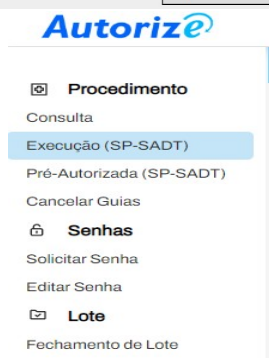 Autorize
Procedimento
Consulta
Execução (SP-SADT)
Pré-Autorizada (SP-SADT)
Cancelar Guias
Senhas
Solicitar Senha
Editar Senha
Lote
Fechamento de Lote